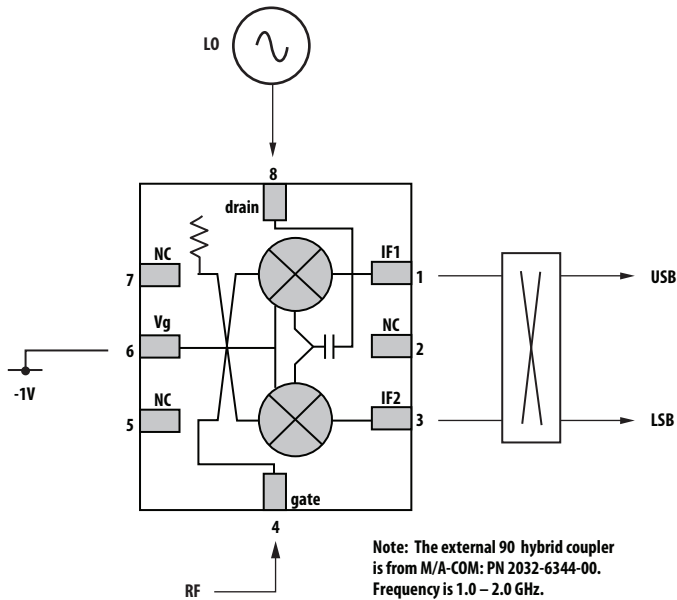 LO
8
drain
NC
7
IF1
1
USB
Vg
6
NC
2
-1V
NC
5
IF2
3
LSB
gate
4
RF
Note: The external 90 hybrid coupler
is from M/A-COM: PN 2032-6344-00.
Frequency is 1.0 – 2.0 GHz.